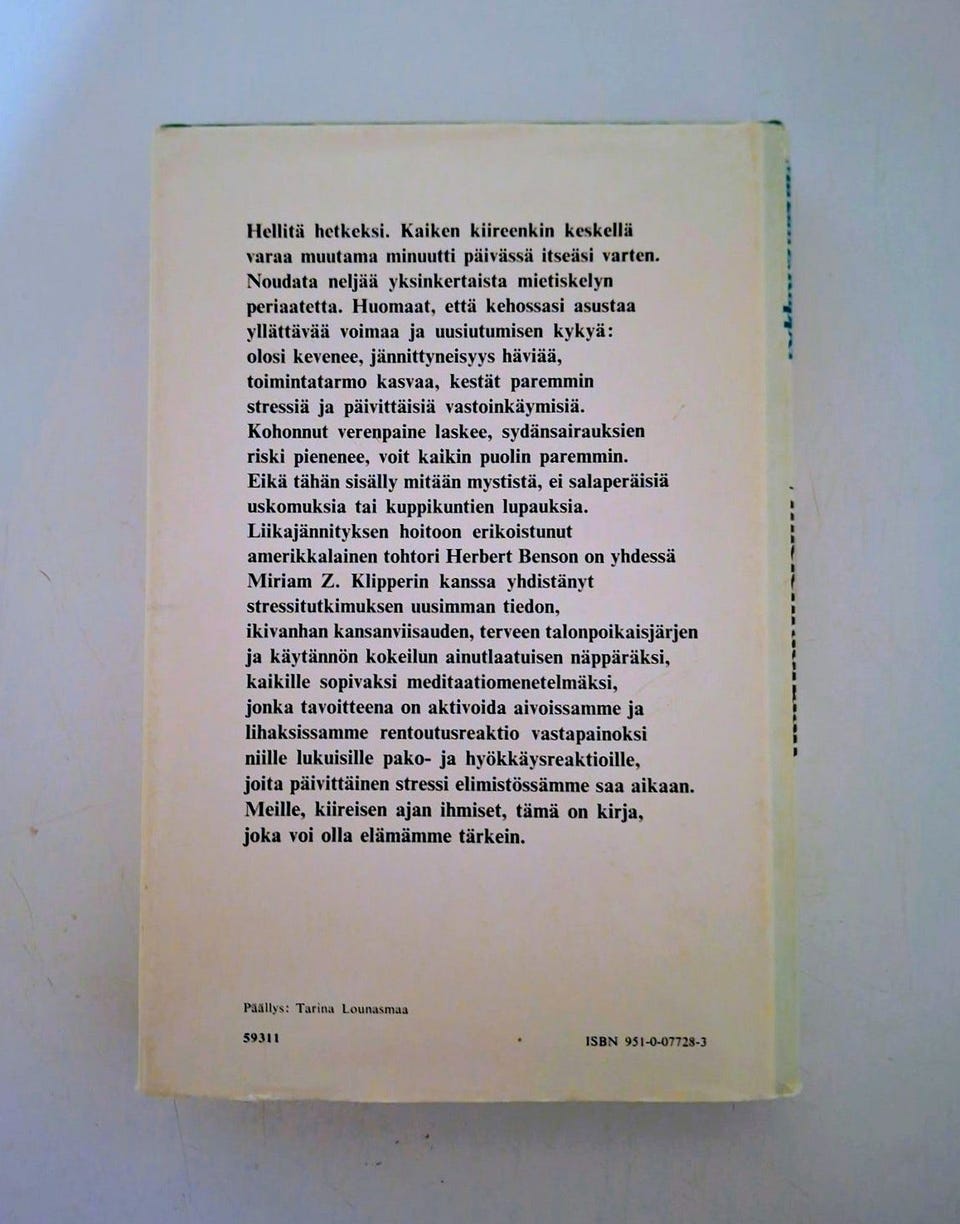 Hellitä hetkeksi. Kaiken kiireenkin keskellä
varaa muutama minuutti päivässä itseäsi varten.
Noudata neljää yksinkertaista mietiskelyn
periaatetta. Huomaat, että kehossasi asustaa
yllättävää voimaa ja uusiutumisen kykyä:
olosi kevenee, jännittyneisyys häviää,
toimintatarmo kasvaa, kestät paremmin
stressiä ja päivittäisiä vastoinkäymisiä.
Kohonnut verenpaine laskee, sydänsairauksien
riski pienenee, voit kaikin puolin paremmin.
Eikä tähän sisälly mitään mystistä, ei salaperäisiä
uskomuksia tai kuppikuntien lupauksia.
Liikajännityksen hoitoon erikoistunut
amerikkalainen tohtori Herbert Benson on yhdessä
Miriam Z. Klipperin kanssa yhdistänyt
stressitutkimuksen uusimman tiedon,
ikivanhan kansanviisauden, terveen talonpoikaisjärjen
ja käytännön kokeilun ainutlaatuisen näppäräksi,
kaikille sopivaksi meditaatiomenetelmäksi,
jonka tavoitteena on aktivoida aivoissamme ja
lihaksissamme rentoutusreaktio vastapainoksi
niille lukuisille pako- ja hyökkäysreaktioille,
joita päivittäinen stressi elimistössämme saa aikaan.
Meille, kiireisen ajan ihmiset, tämä on kirja,
joka voi olla elämämme tärkein.
Päällys: Tarina Lounasmaa
59311
ISBN 951-0-07728-3